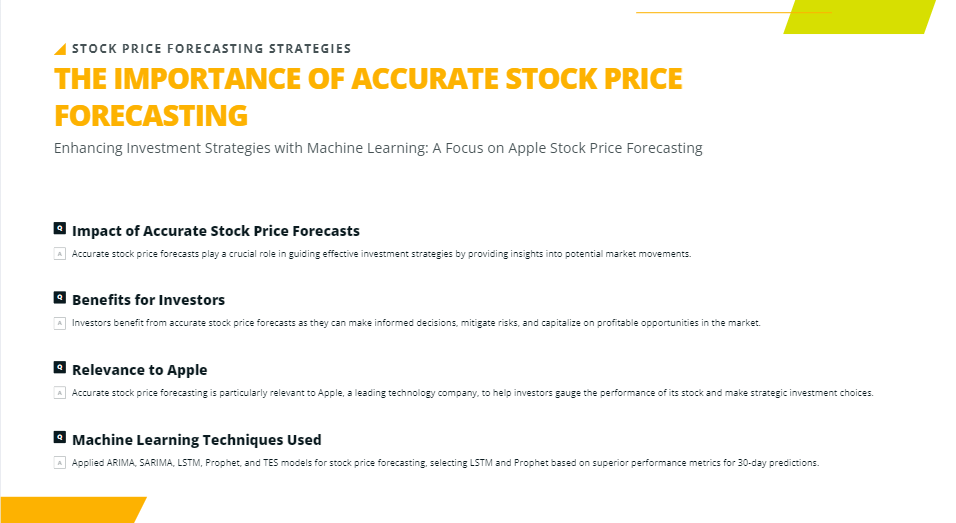 STOCK PRICE FORECASTING STRATEGIES
THE IMPORTANCE OF ACCURATE STOCK PRICE
FORECASTING
Enhancing Investment Strategies with Machine Learning: A Focus on Apple Stock Price Forecasting
Q Impact of Accurate Stock Price Forecasts
A Accurate stock price forecasts play a crucial role in guiding effective investment strategies by providing insights into potential market movements.
Q Benefits for Investors
A Investors benefit from accurate stock price forecasts as they can make informed decisions, mitigate risks, and capitalize on profitable opportunities in the market.
Q Relevance to Apple
A Accurate stock price forecasting is particularly relevant to Apple, a leading technology company, to help investors gauge the performance of its stock and make strategic investment choices.
Q Machine Learning Techniques Used
A Applied ARIMA, SARIMA, LSTM, Prophet, and TES models for stock price forecasting, selecting LSTM and Prophet based on superior performance metrics for 30-day predictions.